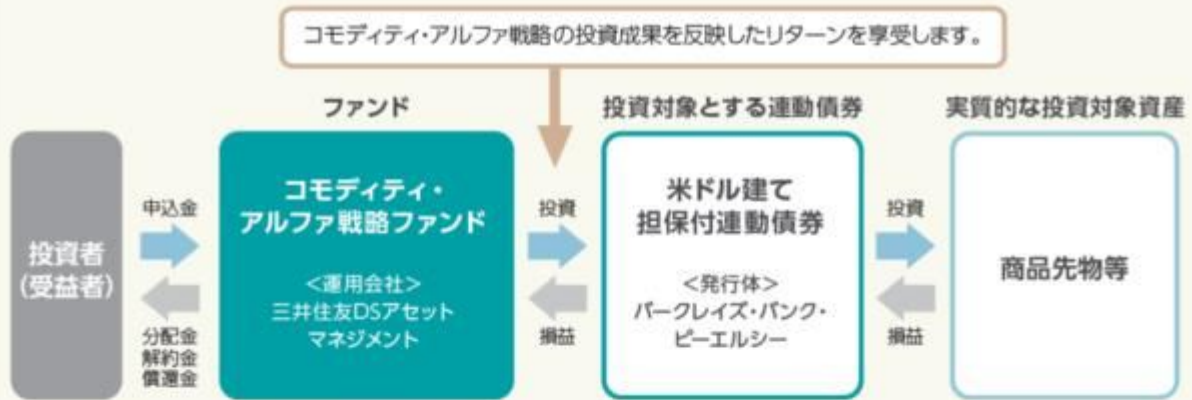 コモディティ・アルファ戦略の投資成果を反映したリターンを享受します。
ファンド
投資対象とする連動債券
実質的な投資対象資産
投資者
(受益者)
申込金
分配金
解約金
償還金
コモディティ・
アルファ戦略ファンド
<運用会社>
三井住友DSアセット
マネジメント
投資
損益
米ドル建て
担保付連動債券
<発行体>
バークレイズ・バンク・
ピーエルシー
投資
損益
商品先物等